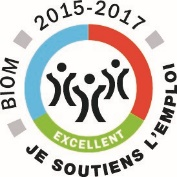 BIOM 2015-2017
EXCELLENT
JE SOUTIENS L'EMPLOI